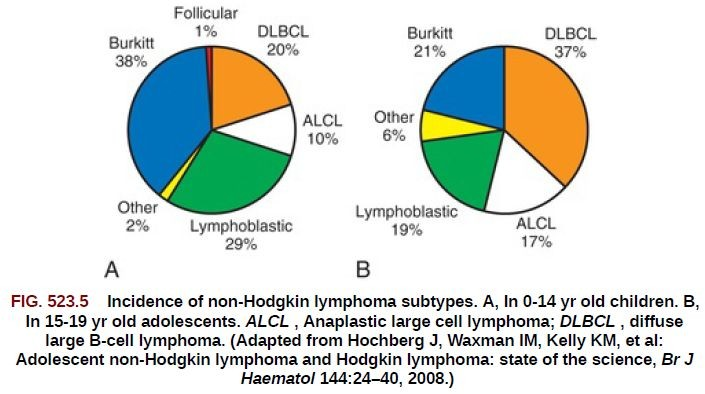 Follicular
1%
DLBCL
20%
Burkitt
38%
ALCL
10%
Other
2%
Lymphoblastic
29%
A
Burkitt
21%
DLBCL
37%
Other
6%
Lymphoblastic
19%
ALCL
17%
B
FIG. 523.5 Incidence of non-Hodgkin lymphoma subtypes. A, In 0-14 yr old children. B,
In 15-19 yr old adolescents. ALCL , Anaplastic large cell lymphoma; DLBCL , diffuse
large B-cell lymphoma. (Adapted from Hochberg J, Waxman IM, Kelly KM, et al:
Adolescent non-Hodgkin lymphoma and Hodgkin lymphoma: state of the science, Br J
Haematol 144:24–40, 2008.)